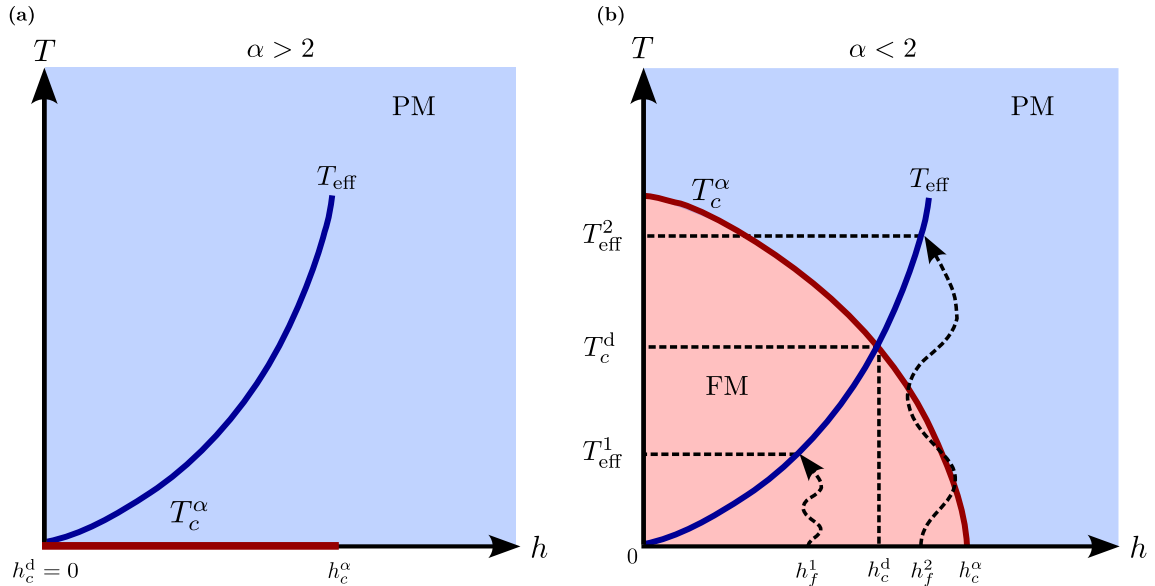 (a)
α > 2
T
PM
T_eff
T_c^α
h
h_c^d = 0
h_c^α
(b)
α < 2
T
PM
T_c^α
T_eff
T_eff^2
T_c^d
FM
T_eff^1
h
0
h_f^1
h_c^d
h_f^2
h_c^α